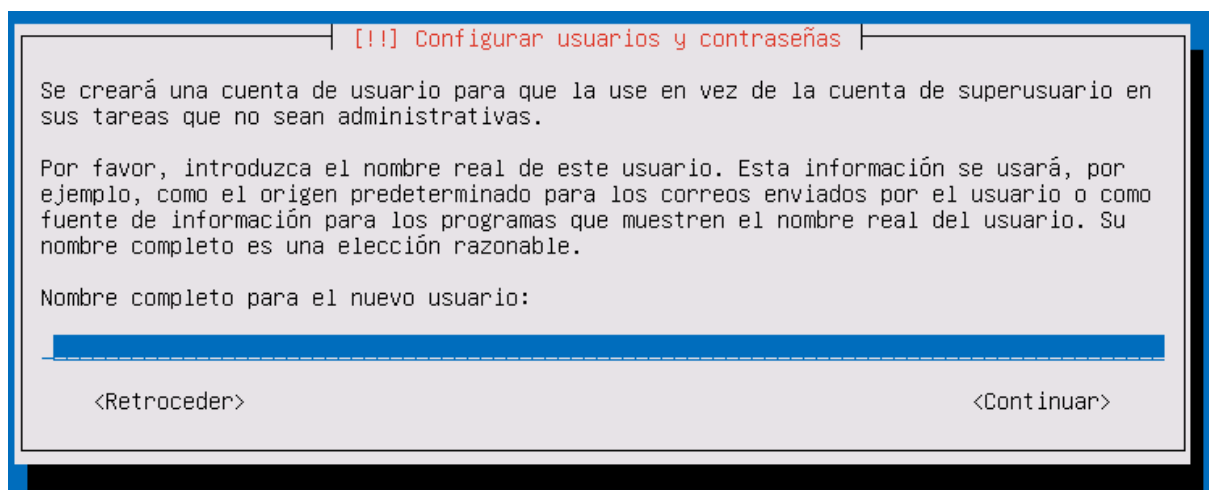 [!!] Configurar usuarios y contraseñas
Se creará una cuenta de usuario para que la use en vez de la cuenta de superusuario en
sus tareas que no sean administrativas.
Por favor, introduzca el nombre real de este usuario. Esta información se usará, por
ejemplo, como el origen predeterminado para los correos enviados por el usuario o como
fuente de información para los programas que muestren el nombre real del usuario. Su
nombre completo es una elección razonable.
Nombre completo para el nuevo usuario:
<Retroceder> <Continuar>